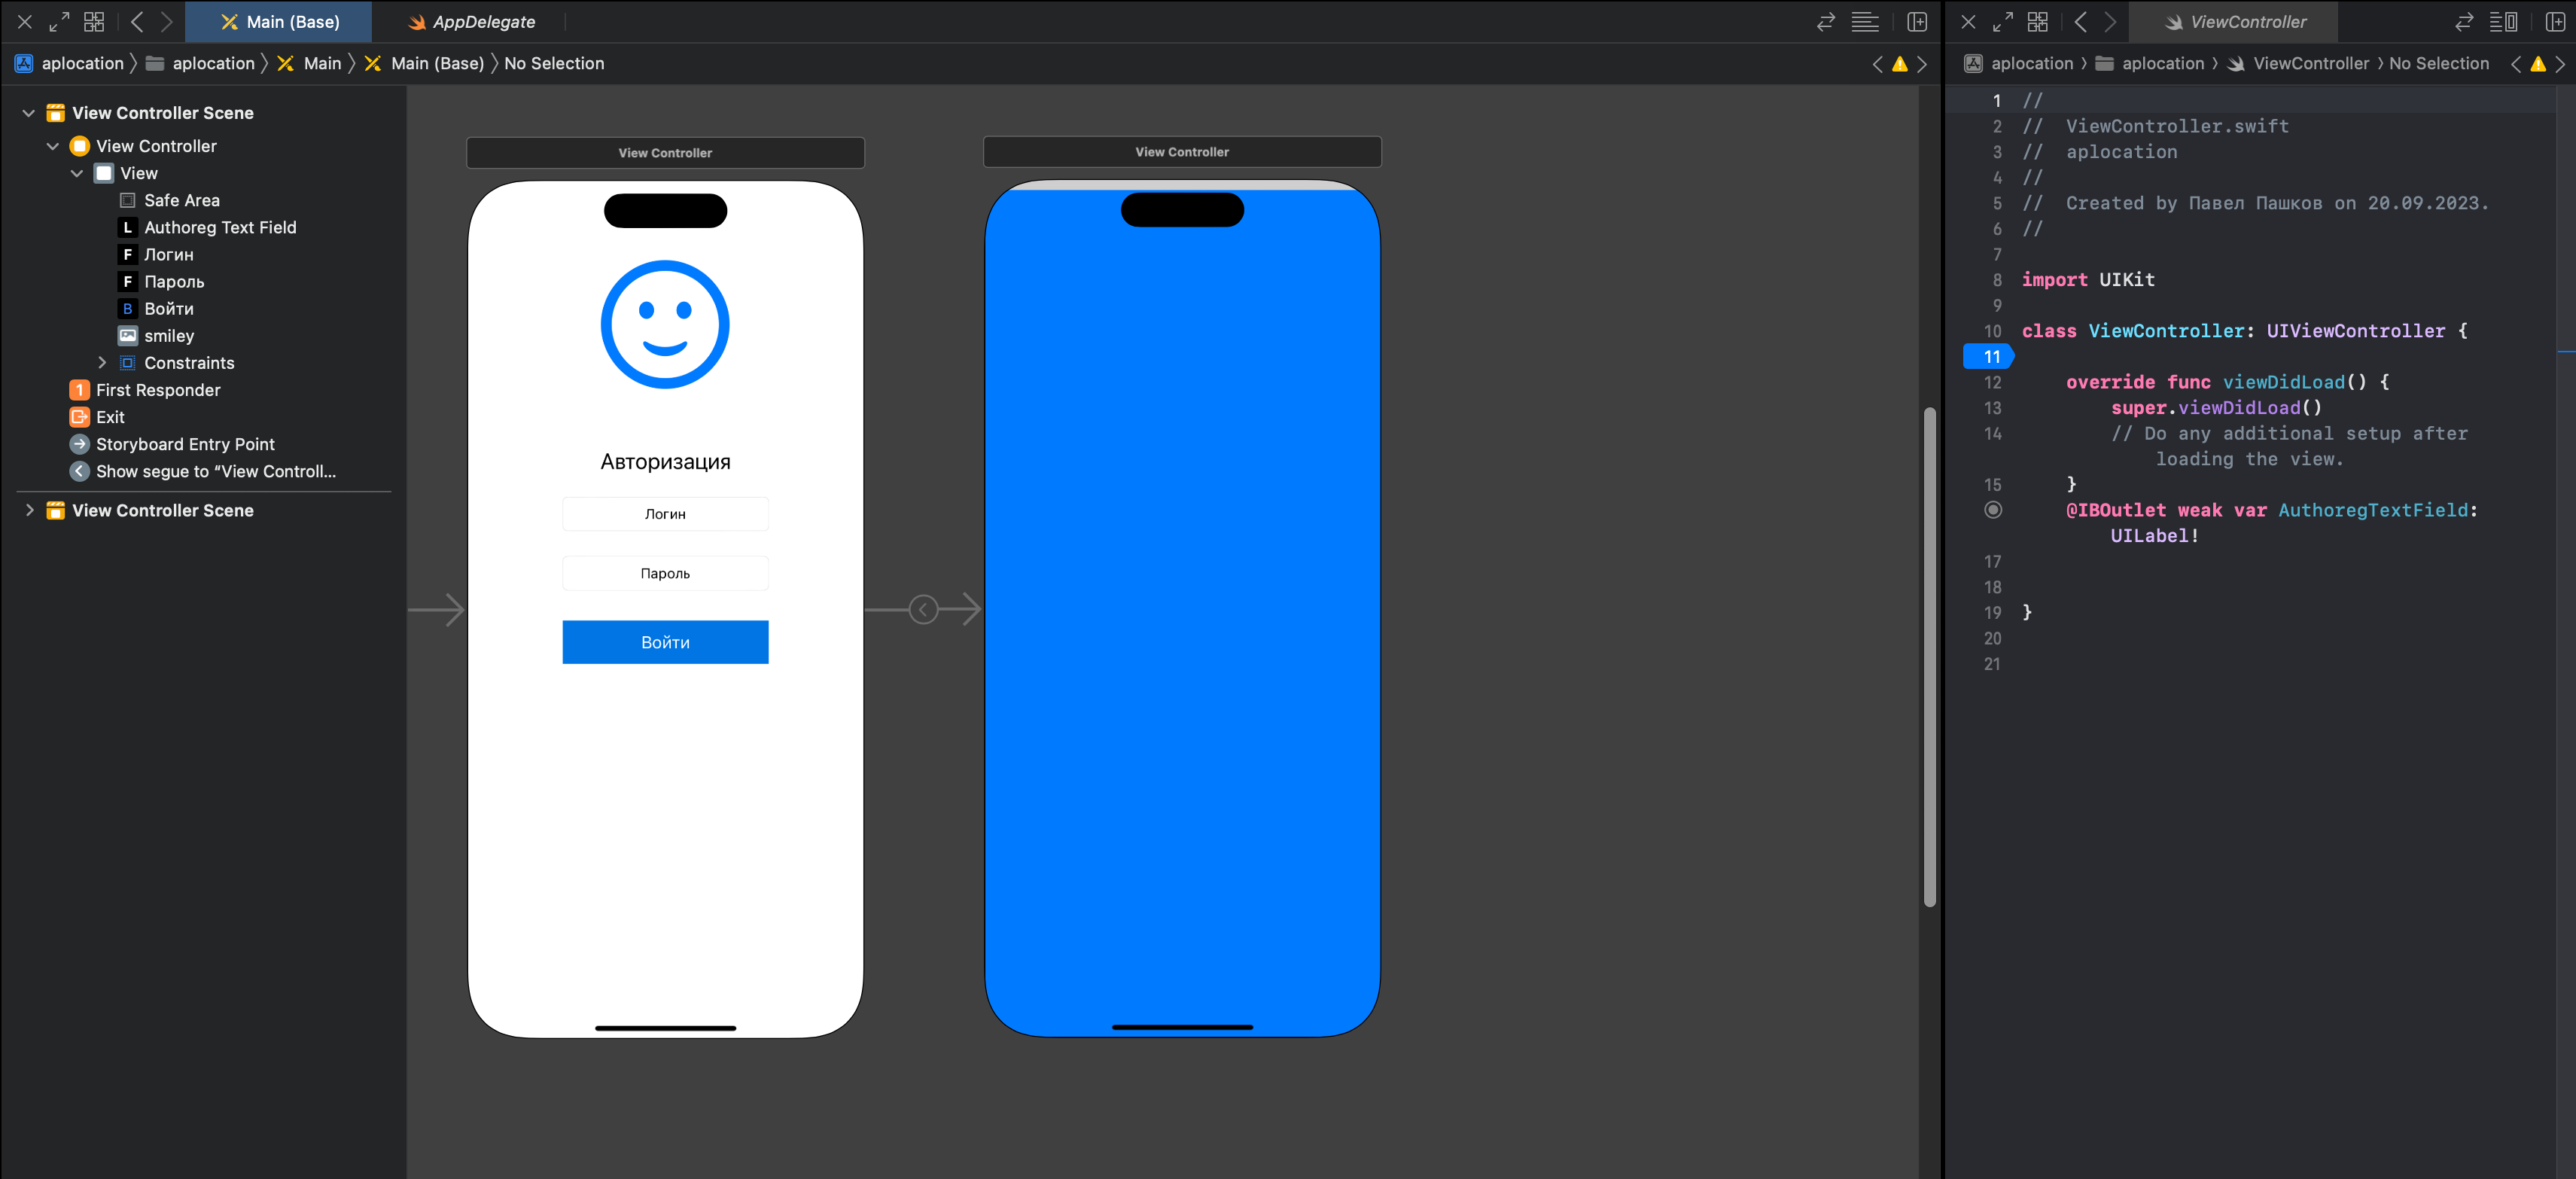 Main (Base)
AppDelegate
aplocation
aplocation
Main
Main (Base)
No Selection
View Controller Scene
View Controller
View
Safe Area
L Authoreg Text Field
F Логин
F Пароль
B Войти
smiley
Constraints
1 First Responder
Exit
Storyboard Entry Point
Show segue to “View Controll...
View Controller Scene
View Controller
Авторизация
Логин
Пароль
Войти
View Controller
ViewController
aplocation
aplocation
ViewController
No Selection
1 //
2 //  ViewController.swift
3 //  aplocation
4 //
5 //  Created by Павел Пашков on 20.09.2023.
6 //
7
8 import UIKit
9
10 class ViewController: UIViewController {
11
12     override func viewDidLoad() {
13         super.viewDidLoad()
14         // Do any additional setup after
loading the view.
15     }
@IBOutlet weak var AuthoregTextField:
UILabel!
17
18
19 }
20
21